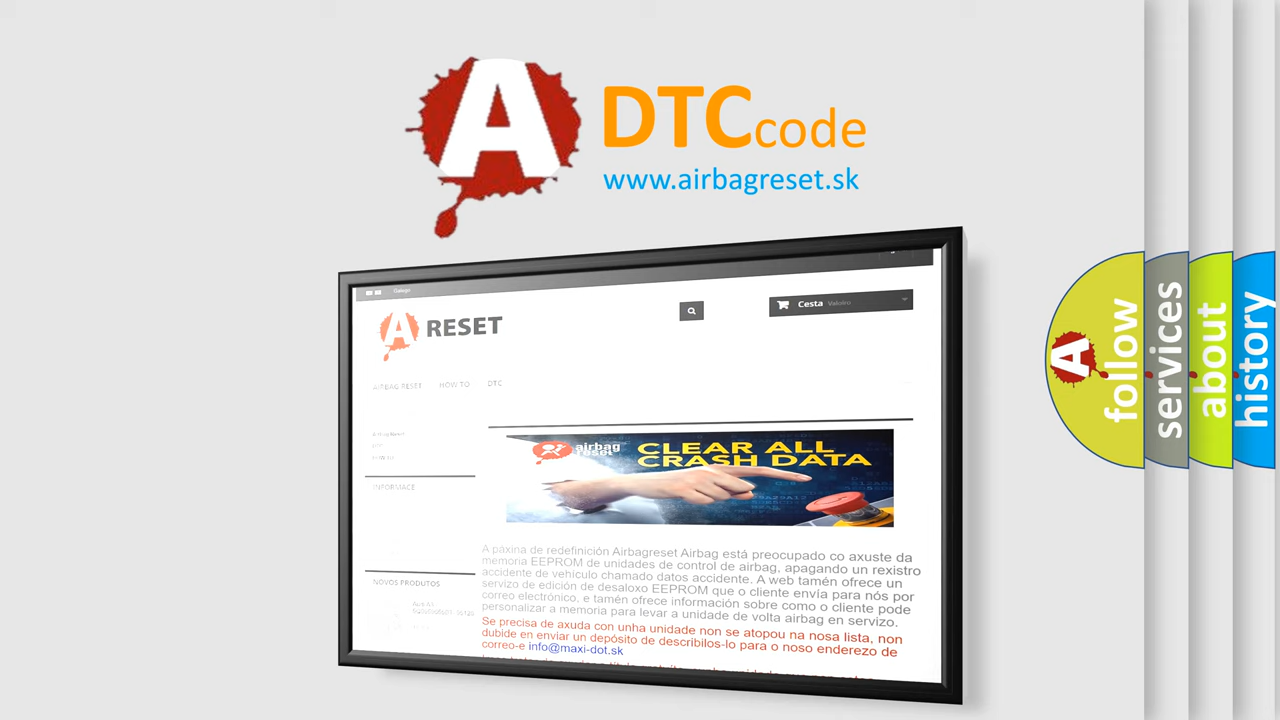 A
DTCcode
www.airbagreset.sk
Galego
A RESET
Cesta Valoiro
AIRBAG RESET HOW TO DTC
INFORMACE
airbag
reset
CLEAR ALL
CRASH DATA
A páxina de redefinición Airbagreset Airbag está preocupado co axuste da
memoria EEPROM de unidades de control de airbag, apagando un rexistro
accidente de vehículo chamado datos accidente. A web tamén ofrece un
servizo de edición de desaloxo EEPROM que o cliente envía para nós por
correo electrónico, e tamén ofrece información sobre como o cliente pode
personalizar a memoria para levar a unidade de volta airbag en servizo.
Se precisa de axuda con unha unidade non se atopou na nosa lista, non
dubide en enviar un depósito de describilos-lo para o noso enderezo de
correo-e info@maxi-dot.sk
NOVOS PRODUTOS
A
follow
services
about
history